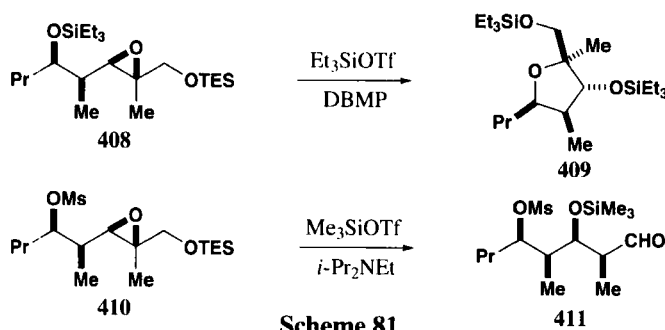 OSiEt₃
O
Pr
OTES
Me
Me
408
Et₃SiOTf
DBMP
Et₃SiO
Me
O
OSiEt₃
Pr
Me
409
OMs
O
Pr
OTES
Me
Me
410
Me₃SiOTf
i-Pr₂NEt
OMs
OSiMe₃
CHO
Pr
Me
Me
411
Scheme 81